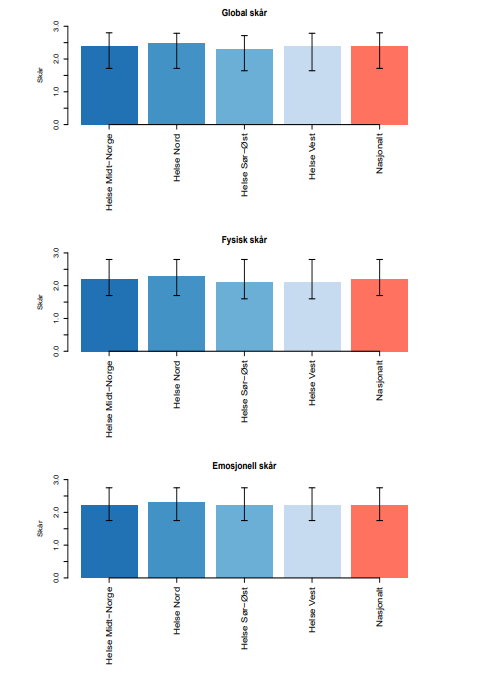 Global skår
Skår
3.0
2.0
1.0
0.0
Helse Midt−Norge
Helse Nord
Helse Sør−Øst
Helse Vest
Nasjonalt
Fysisk skår
Skår
3.0
2.0
1.0
0.0
Helse Midt−Norge
Helse Nord
Helse Sør−Øst
Helse Vest
Nasjonalt
Emosjonell skår
Skår
3.0
2.0
1.0
0.0
Helse Midt−Norge
Helse Nord
Helse Sør−Øst
Helse Vest
Nasjonalt